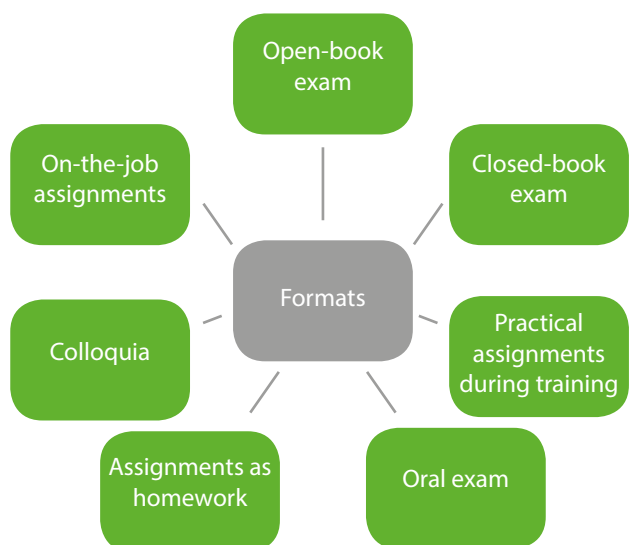 Open-book
exam
On-the-job
assignments
Closed-book
exam
Formats
Colloquia
Practical
assignments
during training
Assignments as
homework
Oral exam